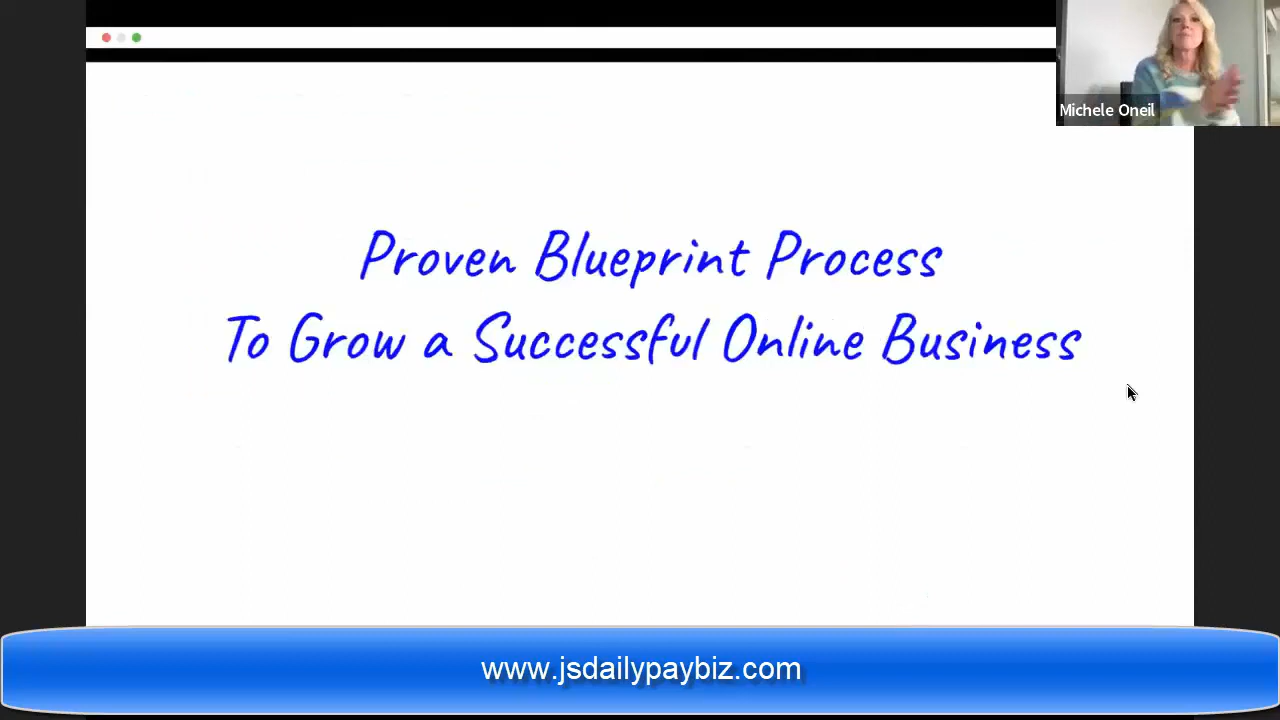 Michele Oneil
Proven Blueprint Process
To Grow a Successful Online Business
www.jsdailypaybiz.com